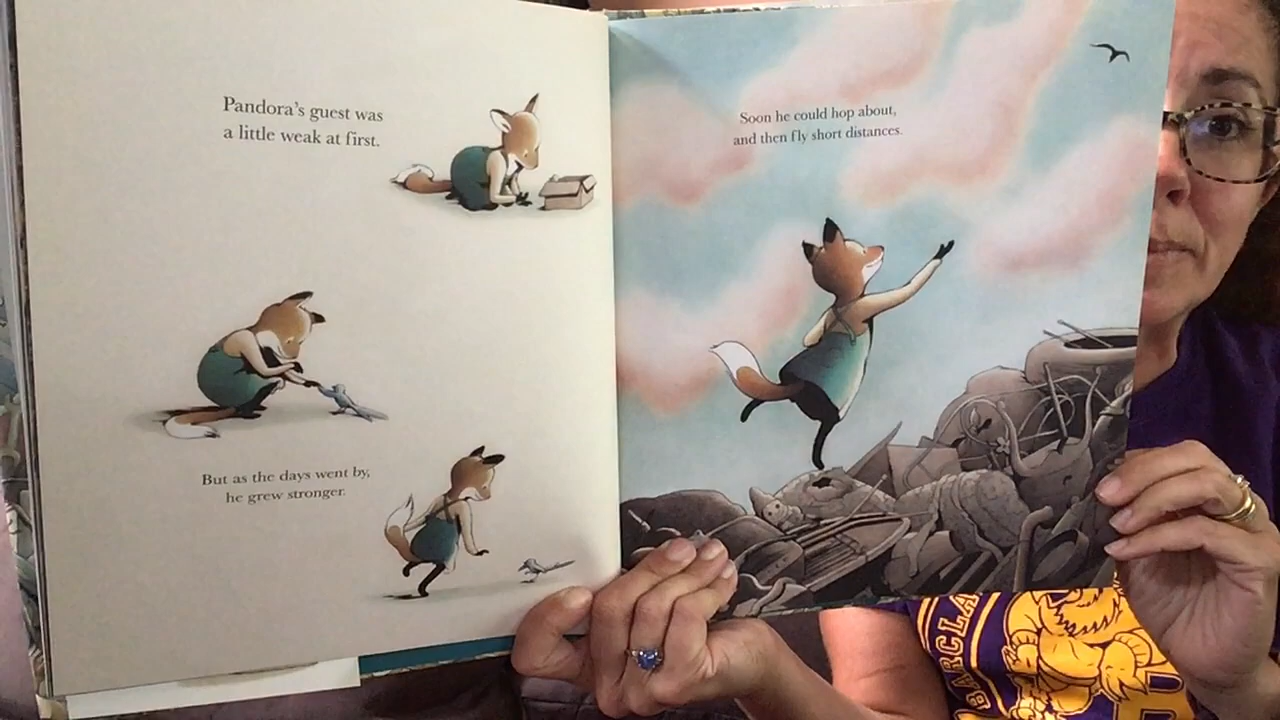 Pandora's guest was
a little weak at first.
But as the days went by,
he grew stronger.
Soon he could hop about,
and then fly short distances.
BARCLA